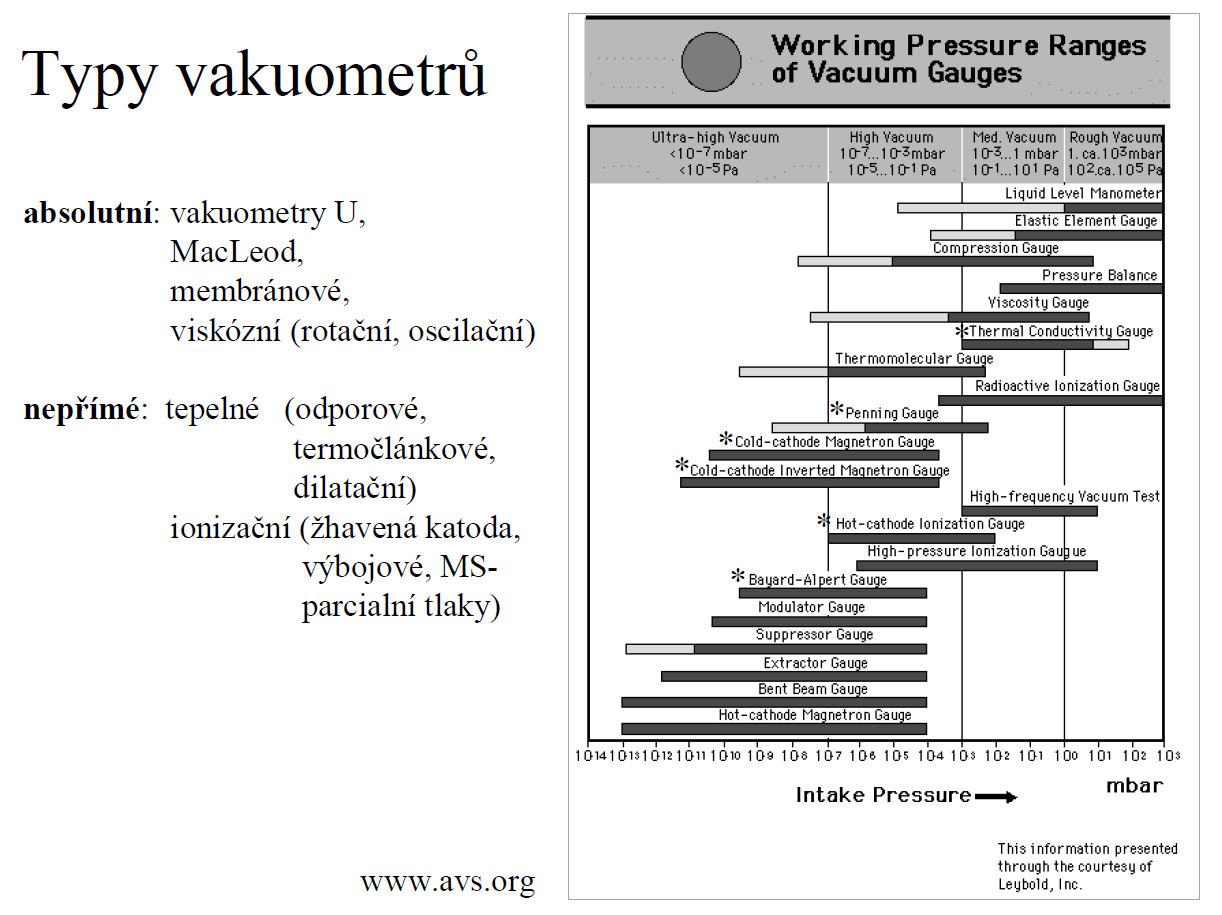 Typy vakuometrů
absolutní: vakuometry U,
MacLeod,
membránové,
viskózní (rotační, oscilační)
nepřímé: tepelné (odporové,
termočlánkové,
dilatační)
ionizační (žhavená katoda,
výbojové, MS-
parcialní tlaky)
www.avs.org
Working Pressure Ranges
of Vacuum Gauges
Ultra-high Vacuum
<10-7 mbar
<10-5 Pa
High Vacuum
10-7...10-3mbar
10-5...10-1 Pa
Med. Vacuum
10-3...1 mbar
10-1...101 Pa
Rough Vacuum
1. ca.103mbar
102.ca.105 Pa
Liquid Level Manometer
Elastic Element Gauge
Compression Gauge
Pressure Balance
Viscosity Gauge
*Thermal Conductivity Gauge
Thermomolecular Gauge
Radioactive Ionization Gauge
*Penning Gauge
*Cold-cathode Magnetron Gauge
*Cold-cathode Inverted Magnetron Gauge
High-frequency Vacuum Test
*Hot-cathode Ionization Gauge
High-pressure Ionization Gaugue
*Bayard-Alpert Gauge
Modulator Gauge
Suppressor Gauge
Extractor Gauge
Bent Beam Gauge
Hot-cathode Magnetron Gauge
10-14 10-13 10-12 10-11 10-10 10-9 10-8 10-7 10-6 10-5 10-4 10-3 10-2 10-1 100 101 102 103
mbar
Intake Pressure
This information presented
through the courtesy of
Leybold, Inc.